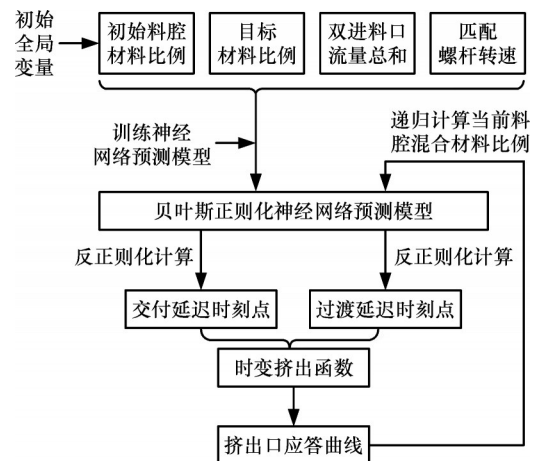 初始
全局
变量
初始料腔
材料比例
目标
材料比例
双进料口
流量总和
匹配
螺杆转速
训练神经
网络预测模型
递归计算当前料
腔混合材料比例
贝叶斯正则化神经网络预测模型
反正则化计算
反正则化计算
交付延迟时刻点
过渡延迟时刻点
时变挤出函数
挤出口应答曲线